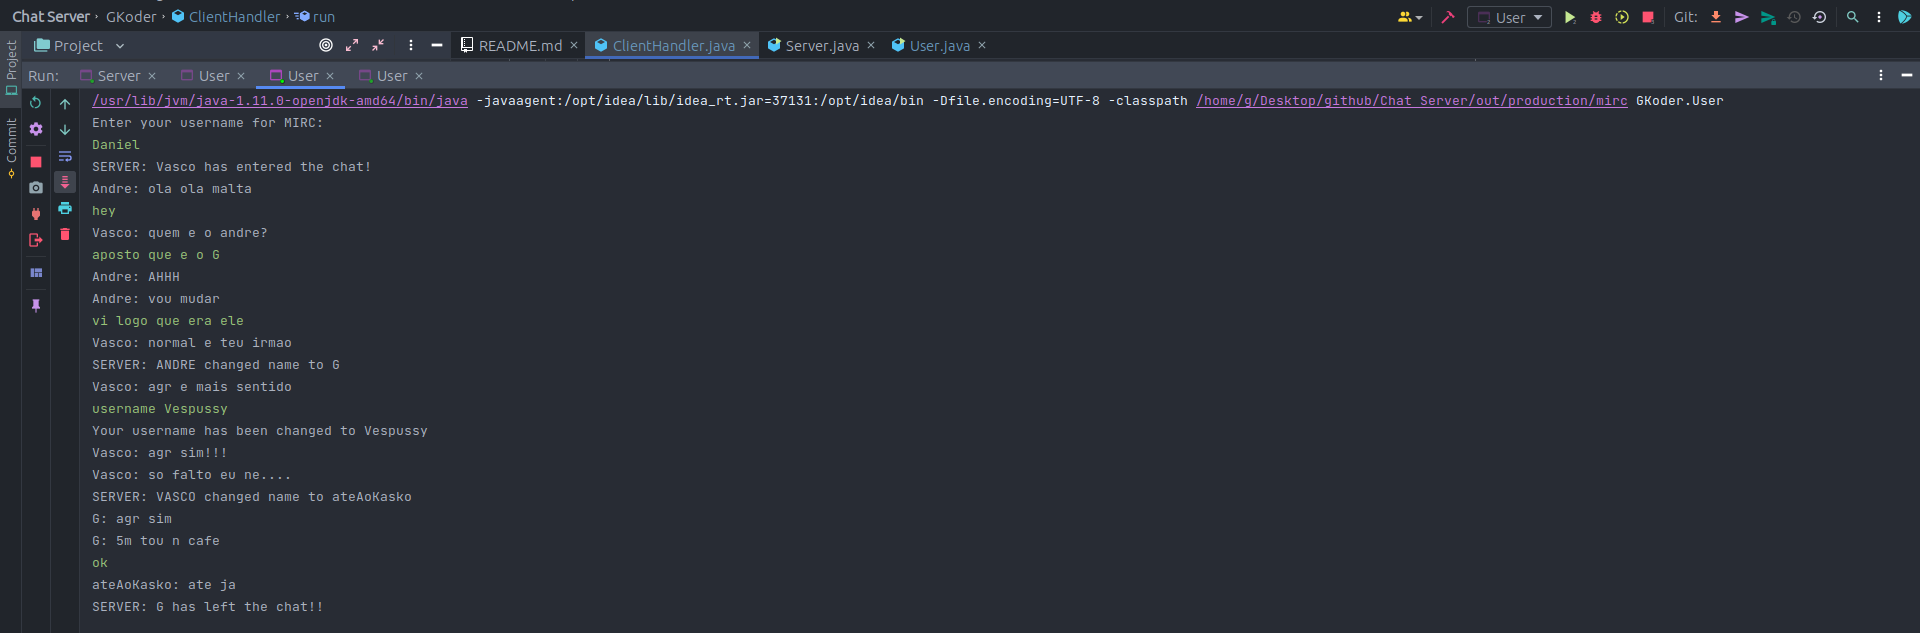 Chat Server › GKoder › ClientHandler › run
User
Git:
Project
README.md
ClientHandler.java
Server.java
User.java
Project
Commit
Run:
Server
User
User
User
/usr/lib/jvm/java-1.11.0-openjdk-amd64/bin/java -javaagent:/opt/idea/lib/idea_rt.jar=37131:/opt/idea/bin -Dfile.encoding=UTF-8 -classpath /home/g/Desktop/github/Chat Server/out/production/mirc GKoder.User
Enter your username for MIRC:
Daniel
SERVER: Vasco has entered the chat!
Andre: ola ola malta
hey
Vasco: quem e o andre?
aposto que e o G
Andre: AHHH
Andre: vou mudar
vi logo que era ele
Vasco: normal e teu irmao
SERVER: ANDRE changed name to G
Vasco: agr e mais sentido
username Vespussy
Your username has been changed to Vespussy
Vasco: agr sim!!!
Vasco: so falto eu ne....
SERVER: VASCO changed name to ateAoKasko
G: agr sim
G: 5m tou n cafe
ok
ateAoKasko: ate ja
SERVER: G has left the chat!!